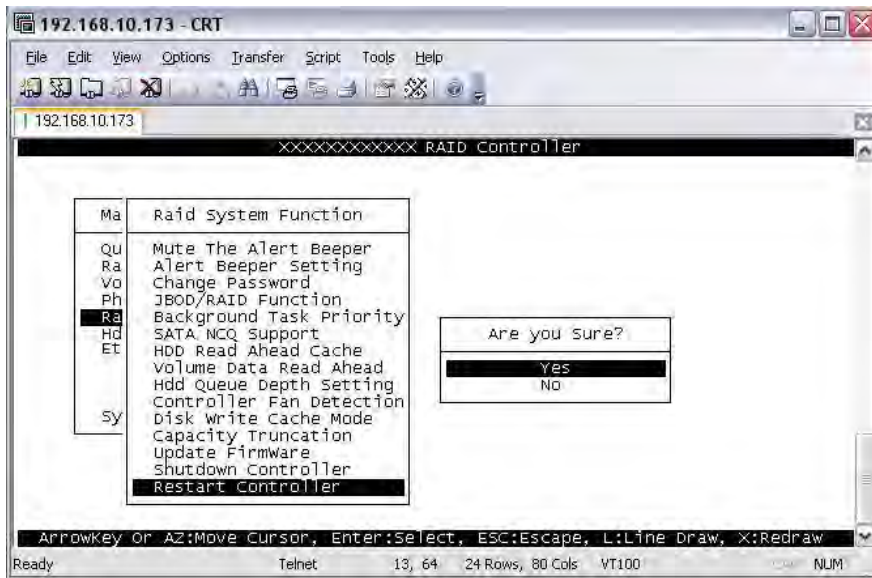 192.168.10.173 - CRT
File Edit View Options Transfer Script Tools Help
192.168.10.173
XXXXXXXXXXXX RAID Controller
Ma
Raid System Function
Qu
Mute The Alert Beeper
Ra
Alert Beeper Setting
Vo
Change Password
Ph
JBOD/RAID Function
Ra
Background Task Priority
Hd
SATA NCQ Support
Et
HDD Read Ahead Cache
Volume Data Read Ahead
Hdd Queue Depth Setting
Controller Fan Detection
Sy
Disk Write Cache Mode
Capacity Truncation
Update FirmWare
Shutdown Controller
Restart Controller
Are you Sure?
Yes
No
ArrowKey Or AZ:Move Cursor, Enter:Select, ESC:Escape, L:Line Draw, X:Redraw
Ready Telnet 13, 64 24 Rows, 80 Cols VT100 NUM